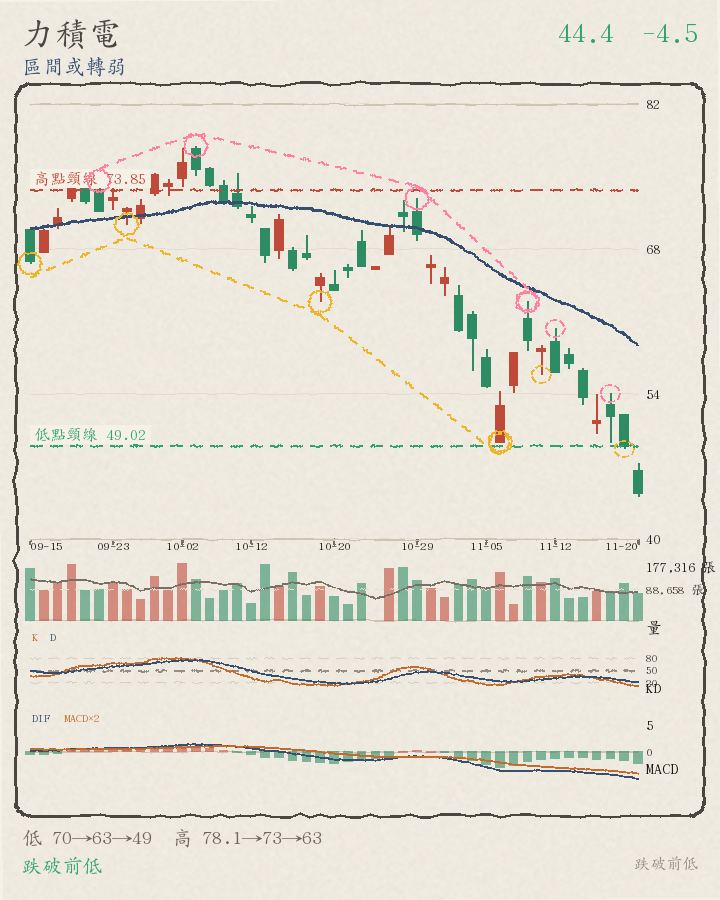 力積電
44.4 -4.5
區間或轉弱
82
高點頸線 73.85
68
54
低點頸線 49.02
40
09-15 09-23 10-02 10-12 10-20 10-29 11-05 11-12 11-20
177,316 張
88,658 張
量
K D
80
50
20
KD
DIF MACD×2
5
0
MACD
低 70→63→49 高 78.1→73→63
跌破前低
跌破前低